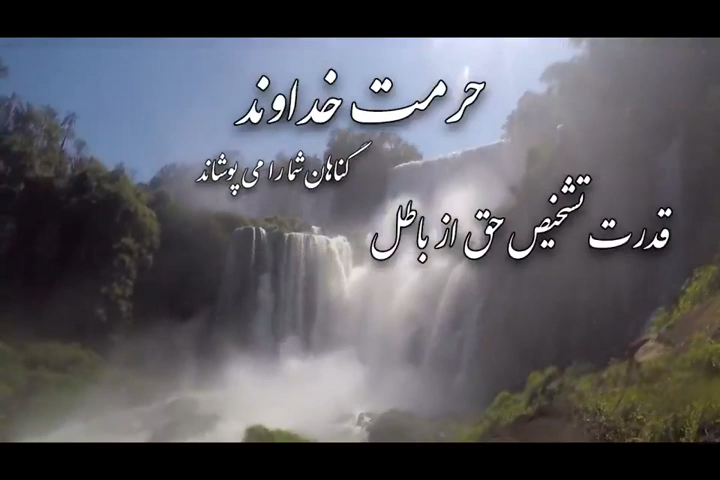 حرمت خداوند
گناهان شما را می پوشاند
قدرت تشخیص حق از باطل